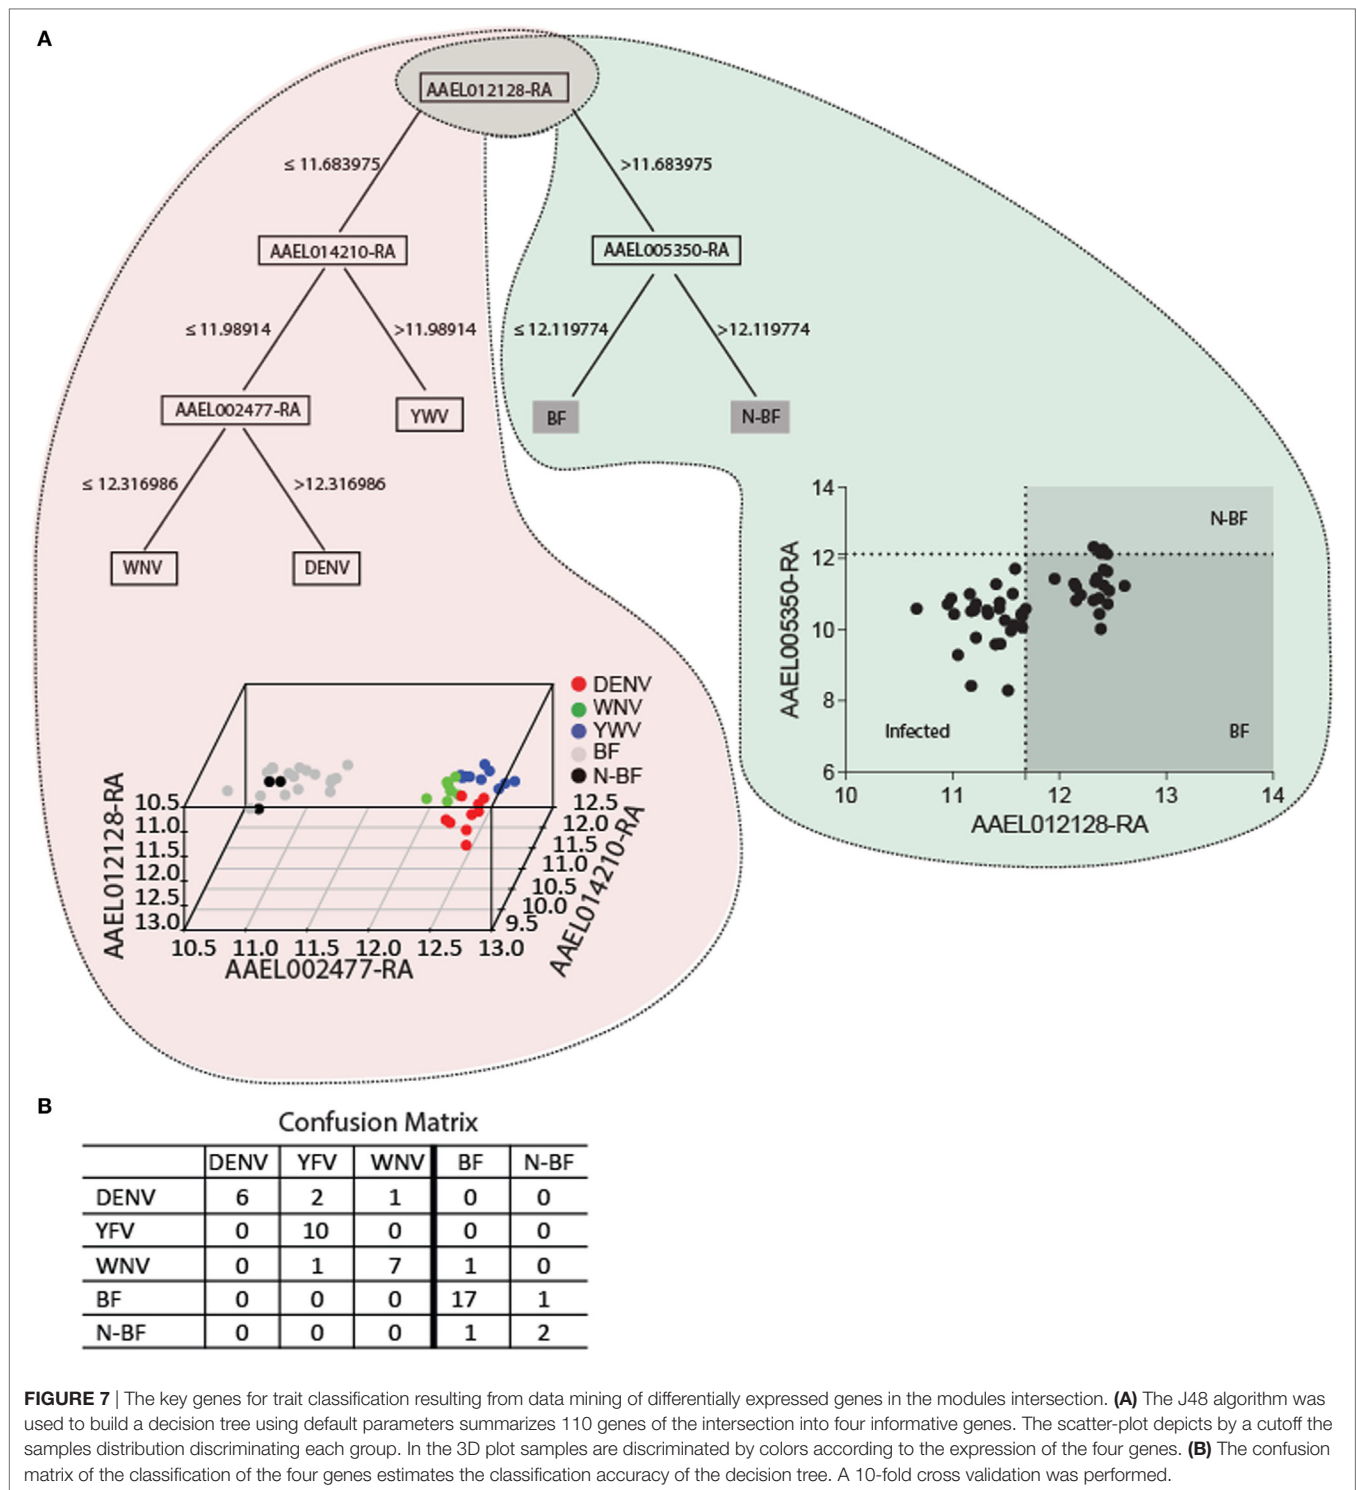 A
AAEL012128-RA
≤ 11.683975
>11.683975
AAEL014210-RA
AAEL005350-RA
≤ 11.98914
>11.98914
≤ 12.119774
>12.119774
AAEL002477-RA
YWV
BF
N-BF
≤ 12.316986
>12.316986
WNV
DENV
14
12
10
8
6
AAEL005350-RA
N-BF
Infected
BF
10
11
12
13
14
AAEL012128-RA
DENV
WNV
YWV
BF
N-BF
AAEL012128-RA
10.5
11.0
11.5
12.0
12.5
13.0
10.5
11.0
11.5
12.0
12.5
13.0
AAEL002477-RA
12.5
12.0
11.5
11.0
10.5
10.0
9.5
AAEL014210-RA
B
Confusion Matrix
DENV YFV WNV BF N-BF
DENV 6 2 1 0 0
YFV 0 10 0 0 0
WNV 0 1 7 1 0
BF 0 0 0 17 1
N-BF 0 0 0 1 2
FIGURE 7 | The key genes for trait classification resulting from data mining of differentially expressed genes in the modules intersection. (A) The J48 algorithm was
used to build a decision tree using default parameters summarizes 110 genes of the intersection into four informative genes. The scatter-plot depicts by a cutoff the
samples distribution discriminating each group. In the 3D plot samples are discriminated by colors according to the expression of the four genes. (B) The confusion
matrix of the classification of the four genes estimates the classification accuracy of the decision tree. A 10-fold cross validation was performed.